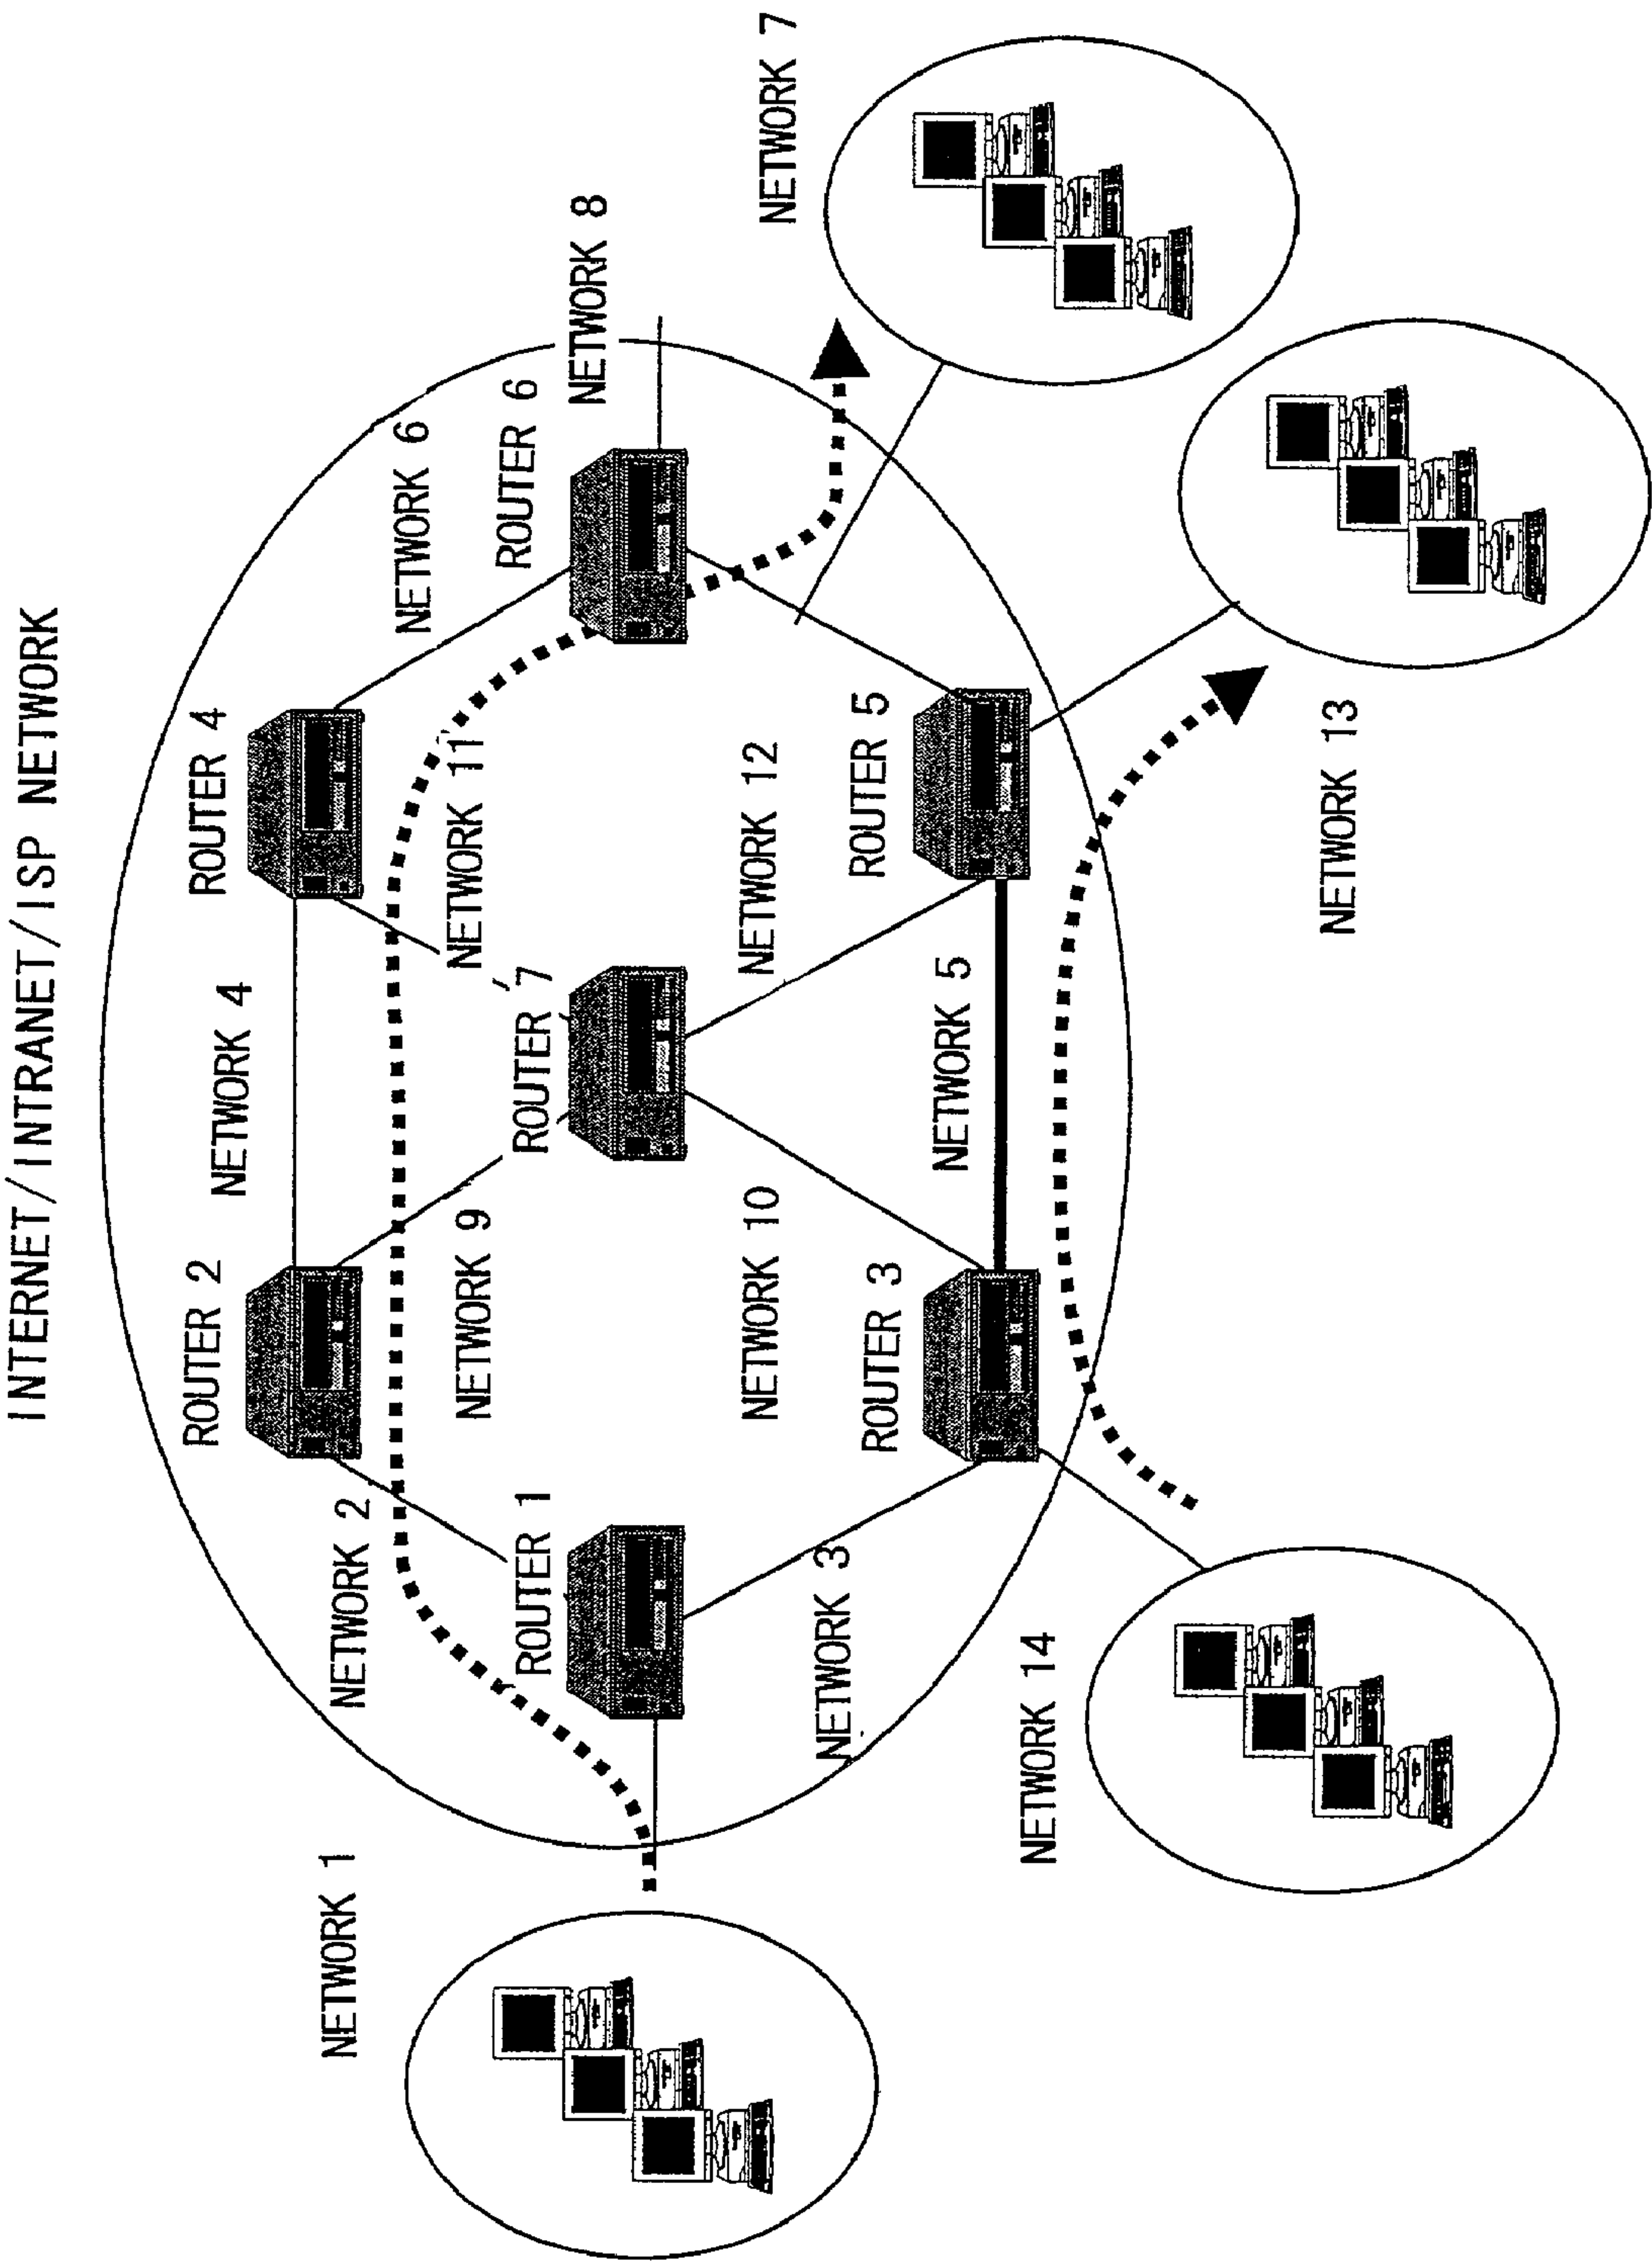 INTERNET/INTRANET/ISP NETWORK
ROUTER 2
NETWORK 4
ROUTER 4
NETWORK 1
NETWORK 2
NETWORK 6
NETWORK 9
NETWORK 11
ROUTER 1
ROUTER 7
ROUTER 6
NETWORK 8
NETWORK 10
NETWORK 12
NETWORK 7
NETWORK 3
ROUTER 3
ROUTER 5
NETWORK 5
NETWORK 14
NETWORK 13